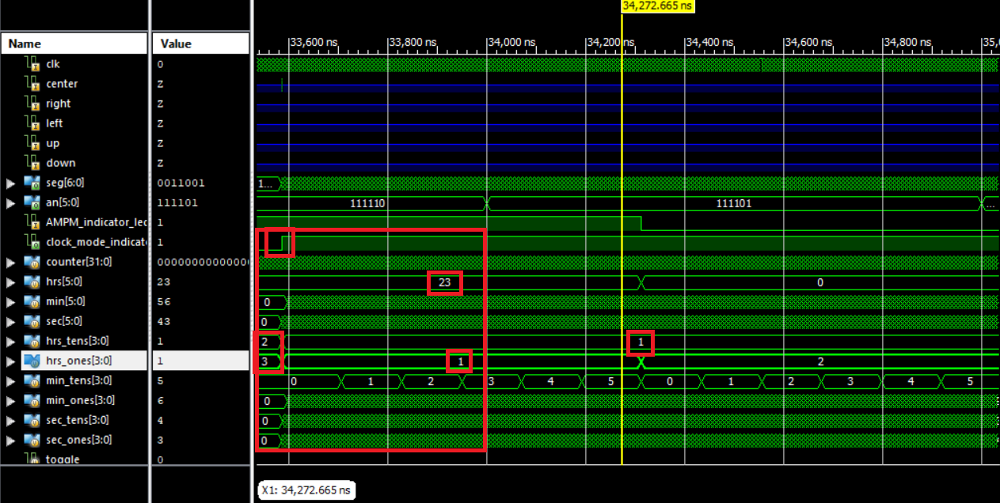 34,272.665 ns
Name Value 33,600 ns 33,800 ns 34,000 ns 34,200 ns 34,400 ns 34,600 ns 34,800 ns 35,0
clk 0
center Z
right Z
left Z
up Z
down Z
seg[6:0] 0011001 1...
an[5:0] 111101 111110 111101 ...
AMPM_indicator_led 1
clock_mode_indicat 1
counter[31:0] 00000000000000
hrs[5:0] 23 23 0
min[5:0] 56 0
sec[5:0] 43 0
hrs_tens[3:0] 1 2 1
hrs_ones[3:0] 1 3 1 2
min_tens[3:0] 5 0 1 2 3 4 5 0 1 2 3 4 5
min_ones[3:0] 6 0
sec_tens[3:0] 4 0
sec_ones[3:0] 3 0
toggle 0
X1: 34,272.665 ns